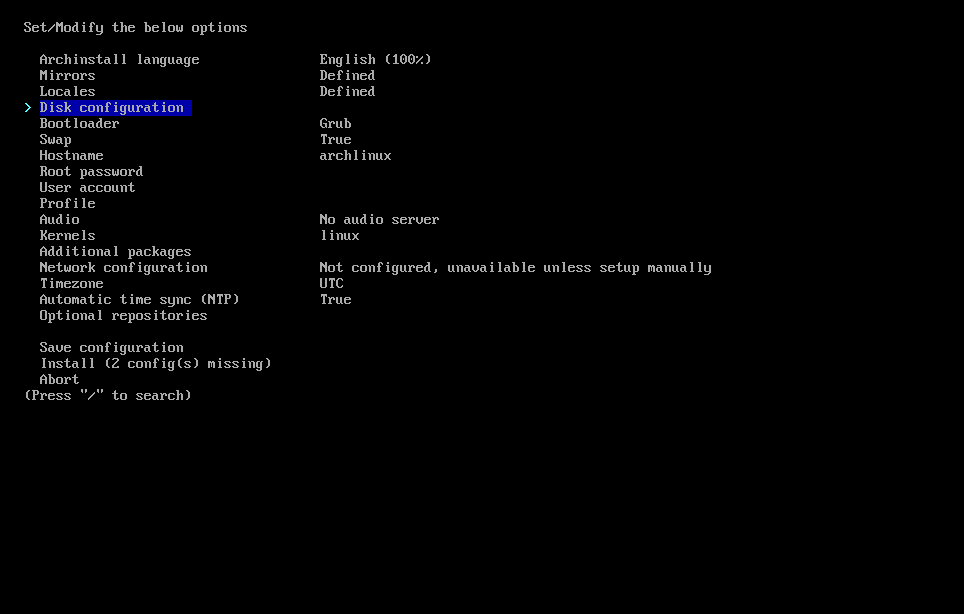 Set/Modify the below options
Archinstall language English (100%)
Mirrors Defined
Locales Defined
> Disk configuration
Bootloader Grub
Swap True
Hostname archlinux
Root password
User account
Profile
Audio No audio server
Kernels linux
Additional packages
Network configuration Not configured, unavailable unless setup manually
Timezone UTC
Automatic time sync (NTP) True
Optional repositories
Save configuration
Install (2 config(s) missing)
Abort
(Press "/" to search)